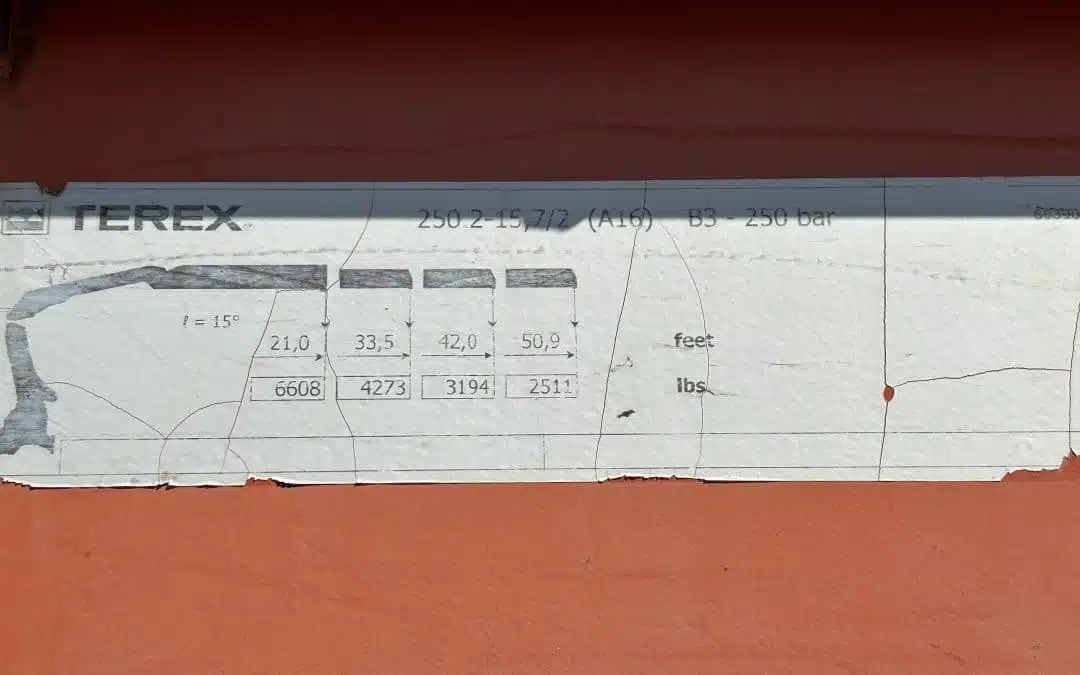 TEREX 250.2-15,7/2 (A16) B3 - 250 bar
= 15°
21,0 33,5 42,0 50,9 feet
6608 4273 3194 2511 lbs